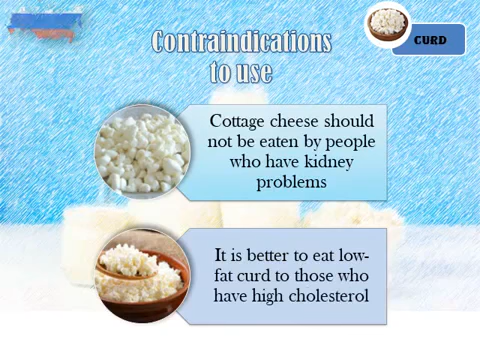 Contraindications
to use
CURD
Cottage cheese should
not be eaten by people
who have kidney
problems
It is better to eat low-
fat curd to those who
have high cholesterol